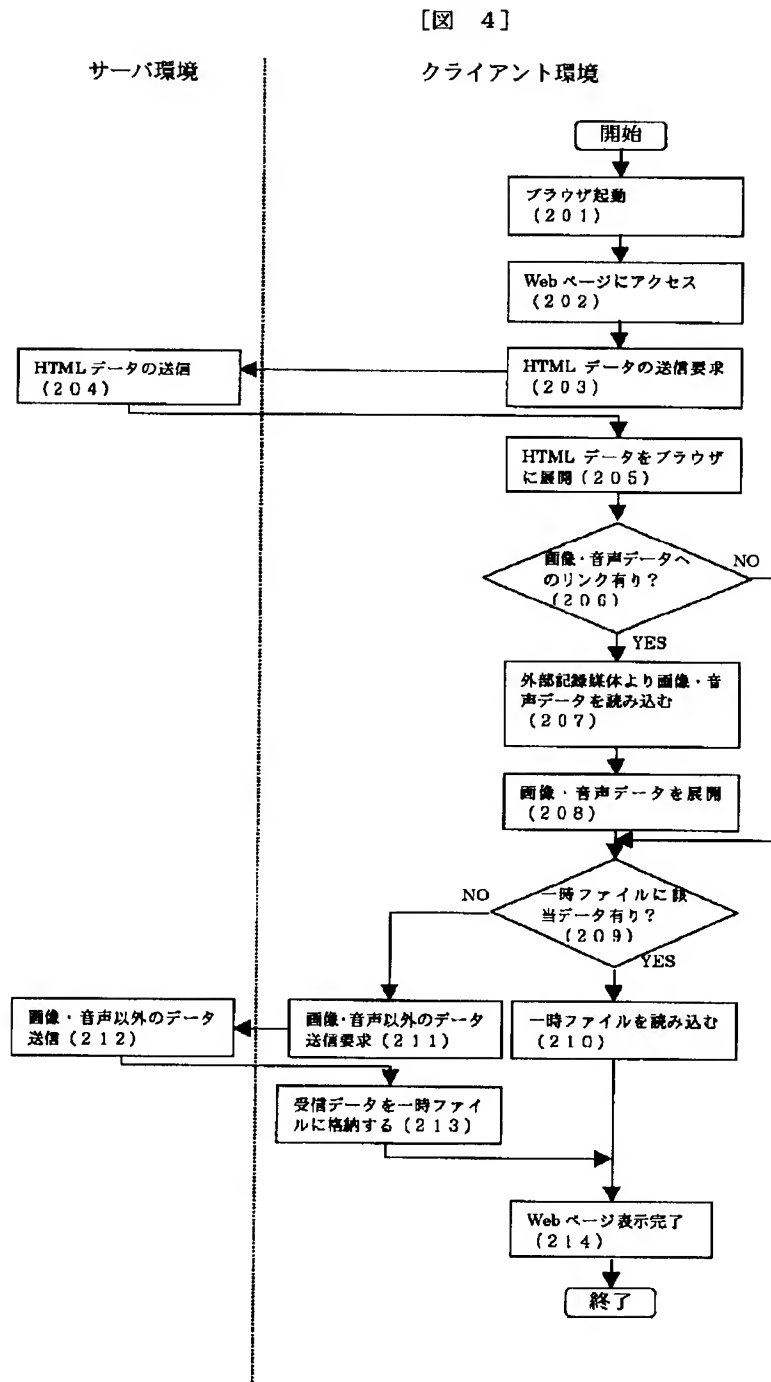 [図 4]
サーバ環境
クライアント環境
開始
ブラウザ起動
(201)
Webページにアクセス
(202)
HTMLデータの送信
(204)
HTML データの送信要求
(203)
HTML データをブラウザ
に展開(205)
画像・音声データへ
のリンク有り?
(206)
NO
YES
外部記録媒体より画像・音
声データを読み込む
(207)
画像・音声データを展開
(208)
一時ファイルに該
当データ有り?
(209)
NO
YES
画像・音声以外のデータ
送信(212)
画像・音声以外のデータ
送信要求(211)
一時ファイルを読み込む
(210)
受信データを一時ファイ
ルに格納する(213)
Webページ表示完了
(214)
終了